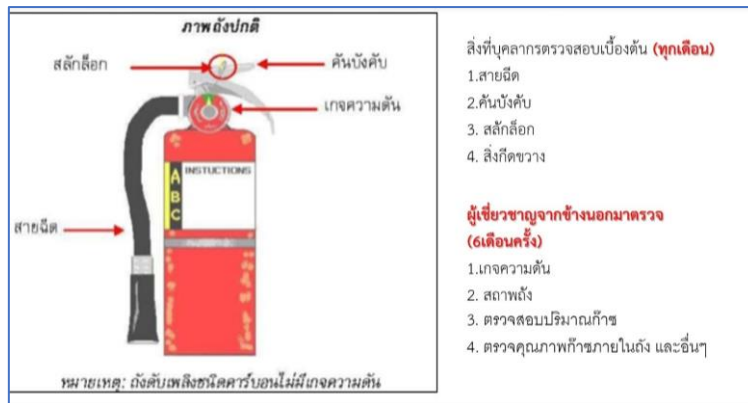 ภาพถังปกติ
สลักล็อก
คันบังคับ
เกจความดัน
INSTUCTIONS
A
B
C
สายฉีด
หมายเหตุ: ถังดับเพลิงชนิดคาร์บอนไม่มีเกจความดัน
สิ่งที่บุคลากรตรวจสอบเบื้องต้น (ทุกเดือน)
1.สายฉีด
2.คันบังคับ
3. สลักล็อก
4. สิ่งกีดขวาง
ผู้เชี่ยวชาญจากข้างนอกมาตรวจ
(6เดือนครั้ง)
1.เกจความดัน
2. สภาพถัง
3. ตรวจสอบปริมาณก๊าซ
4. ตรวจคุณภาพก๊าซภายในถัง และอื่นๆ